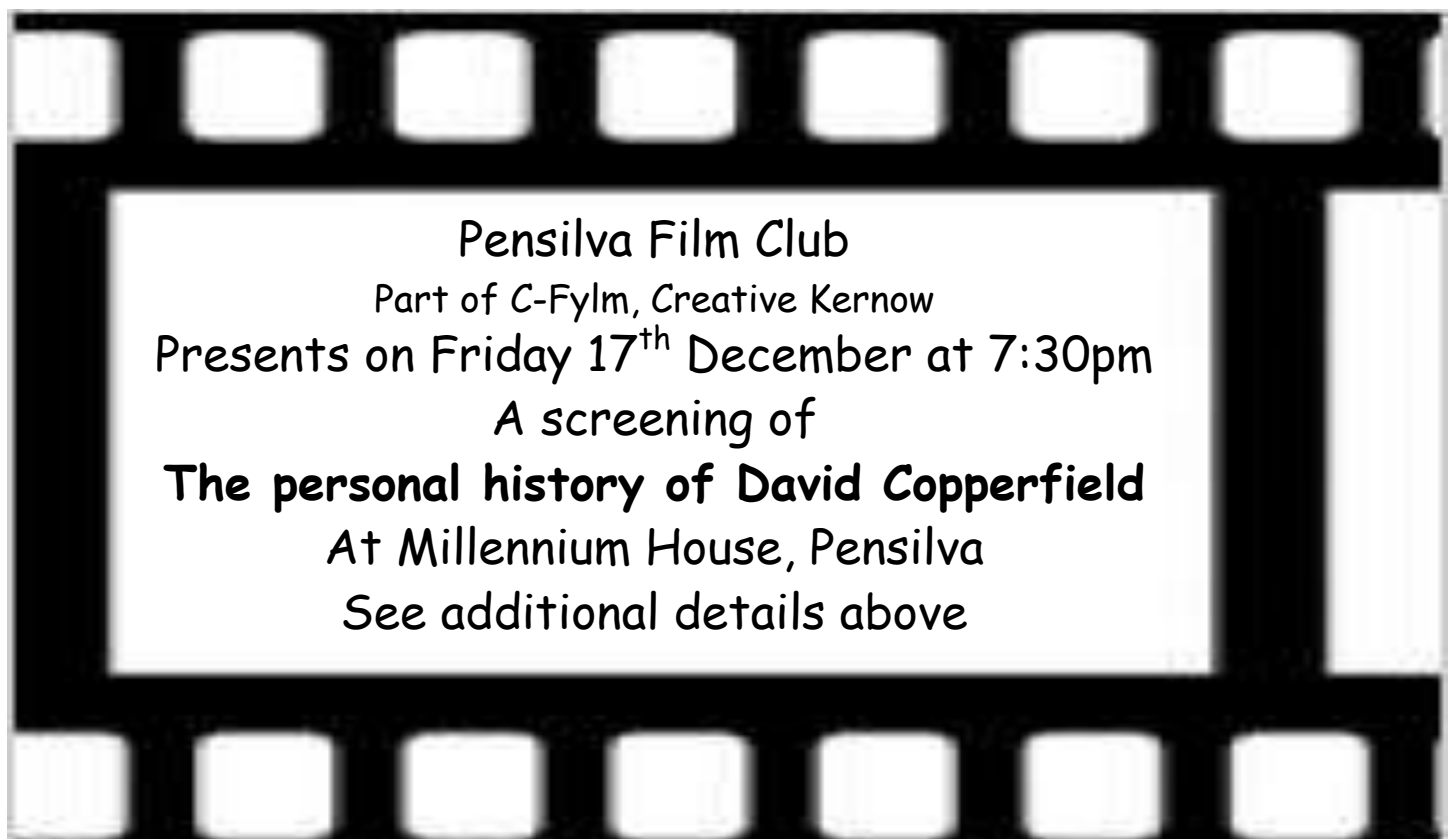 Pensilva Film Club
Part of C-Fylm, Creative Kernow
Presents on Friday 17th December at 7:30pm
A screening of
The personal history of David Copperfield
At Millennium House, Pensilva
See additional details above